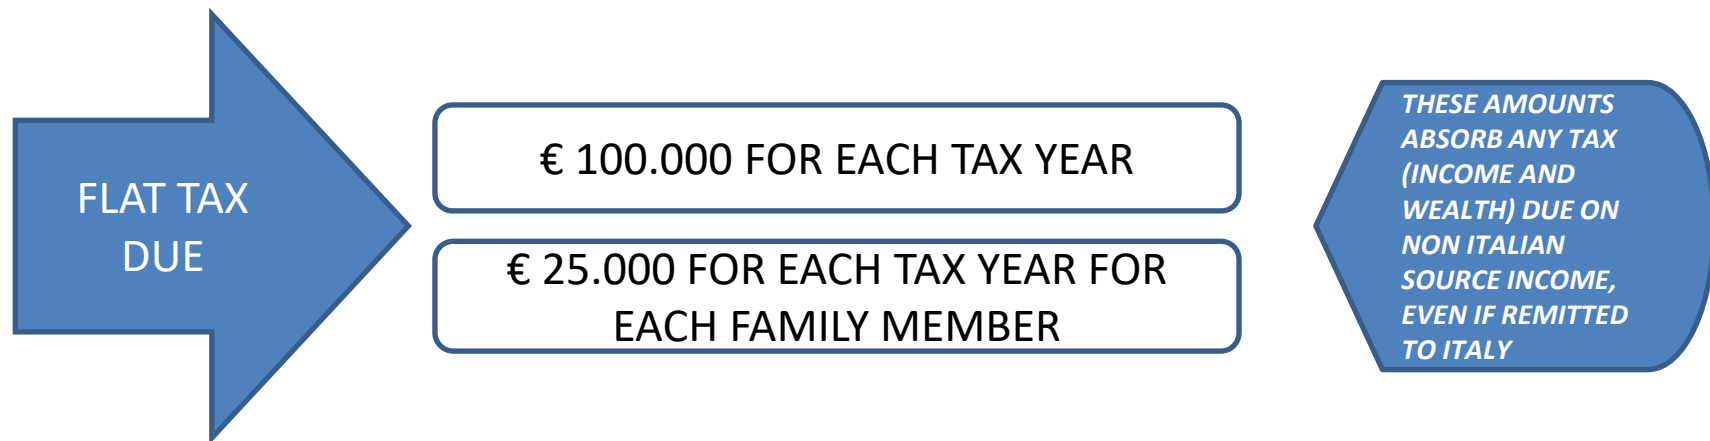 FLAT TAX
DUE
€ 100.000 FOR EACH TAX YEAR
€ 25.000 FOR EACH TAX YEAR FOR
EACH FAMILY MEMBER
THESE AMOUNTS
ABSORB ANY TAX
(INCOME AND
WEALTH) DUE ON
NON ITALIAN
SOURCE INCOME,
EVEN IF REMITTED
TO ITALY